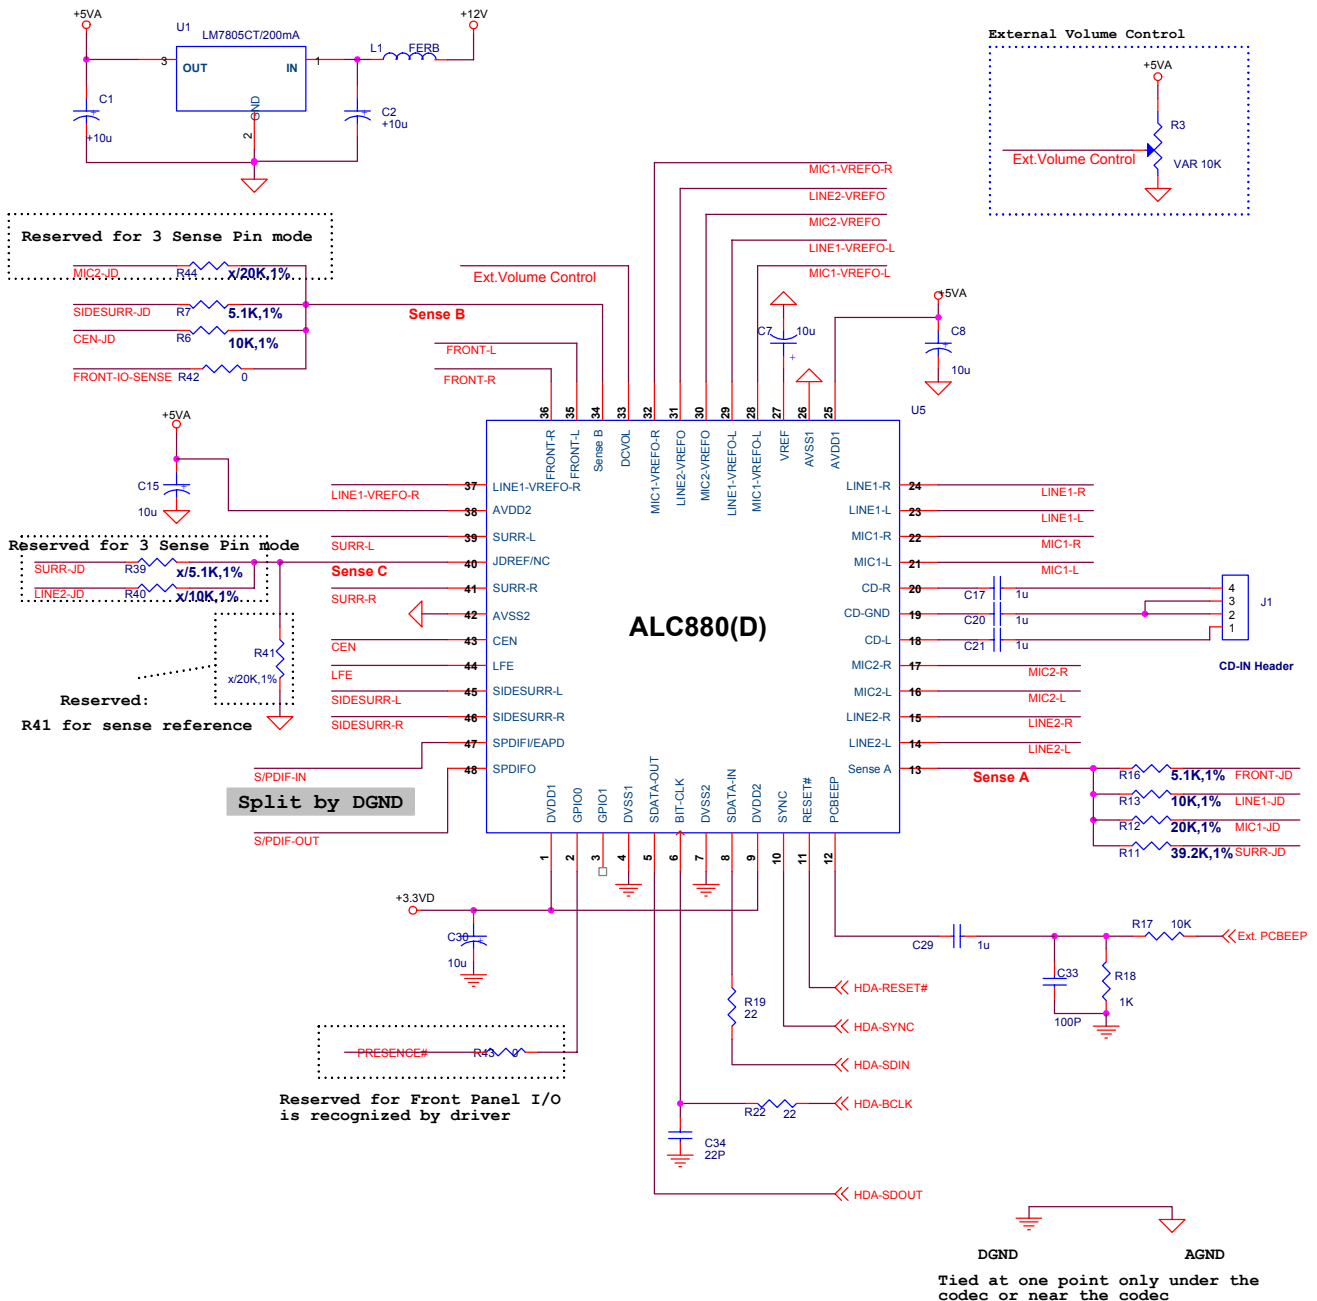 +5VA
+12V
U1
LM7805CT/200mA
L1 FERB
3 OUT IN 1
GND
2
C1
+10u
C2
+10u
External Volume Control
+5VA
R3
VAR 10K
Ext.Volume Control
Reserved for 3 Sense Pin mode
MIC2-JD R44 x/20K,1%
SIDESURR-JD R7 5.1K,1%
CEN-JD R6 10K,1%
FRONT-IO-SENSE R42 0
Sense B
Ext.Volume Control
FRONT-L
FRONT-R
MIC1-VREFO-R
LINE2-VREFO
MIC2-VREFO
LINE1-VREFO-L
MIC1-VREFO-L
C7 10u
+5VA
C8
10u
U5
36 35 34 33 32 31 30 29 28 27 26 25
FRONT-R
FRONT-L
Sense B
DCVOL
MIC1-VREFO-R
LINE2-VREFO
MIC2-VREFO
LINE1-VREFO-L
MIC1-VREFO-L
VREF
AVSS1
AVDD1
+5VA
C15
10u
LINE1-VREFO-R 37 LINE1-VREFO-R
38 AVDD2
SURR-L 39 SURR-L
Sense C 40 JDREF/NC
SURR-R 41 SURR-R
42 AVSS2
CEN 43 CEN
LFE 44 LFE
SIDESURR-L 45 SIDESURR-L
SIDESURR-R 46 SIDESURR-R
S/PDIF-IN 47 SPDIFI/EAPD
S/PDIF-OUT 48 SPDIFO
Split by DGND
Reserved for 3 Sense Pin mode
SURR-JD R39 x/5.1K,1%
LINE2-JD R40 x/10K,1%
R41
x/20K,1%
Reserved:
R41 for sense reference
ALC880(D)
LINE1-R 24 LINE1-R
LINE1-L 23 LINE1-L
MIC1-R 22 MIC1-R
MIC1-L 21 MIC1-L
CD-R 20 C17 1u
CD-GND 19 C20 1u
CD-L 18 C21 1u
4
3
2
1
J1
CD-IN Header
MIC2-R 17 MIC2-R
MIC2-L 16 MIC2-L
LINE2-R 15 LINE2-R
LINE2-L 14 LINE2-L
Sense A 13 Sense A
R16 5.1K,1% FRONT-JD
R13 10K,1% LINE1-JD
R12 20K,1% MIC1-JD
R11 39.2K,1% SURR-JD
DVDD1
GPIO0
GPIO1
DVSS1
SDATA-OUT
BIT-CLK
DVSS2
SDATA-IN
DVDD2
SYNC
RESET#
PCBEEP
1 2 3 4 5 6 7 8 9 10 11 12
+3.3VD
C30
10u
C29 1u
R17 10K
Ext. PCBEEP
C33
100P
R18
1K
R19
22
HDA-RESET#
HDA-SYNC
HDA-SDIN
R22 22 HDA-BCLK
C34
22P
HDA-SDOUT
PRESENCE# R43 0
Reserved for Front Panel I/O
is recognized by driver
DGND AGND
Tied at one point only under the
codec or near the codec